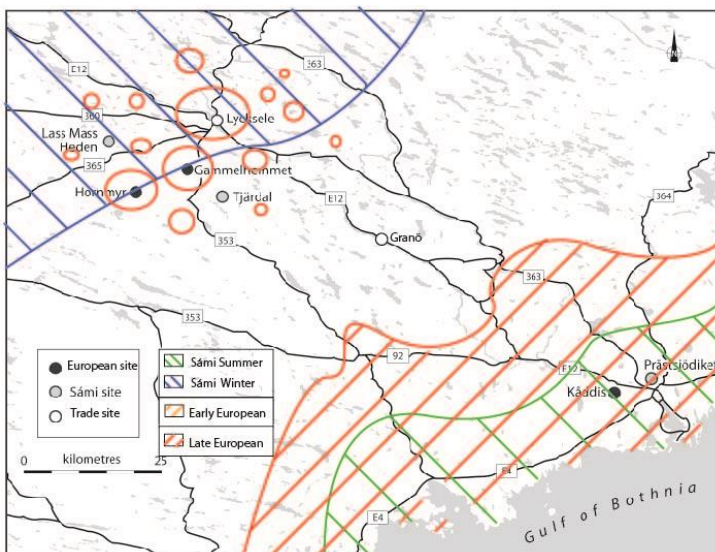 363
E12
360
Lycksele
Lass Mass
Heden
365
Gammelhemmet
Hornmyr
Tjärdal
E12
364
353
Granö
363
353
92
E12
Prästsjödiket
Kåddis
European site
Sámi site
Trade site
Sámi Summer
Sámi Winter
Early European
Late European
0 kilometres 25
E4
E4
Gulf of Bothnia